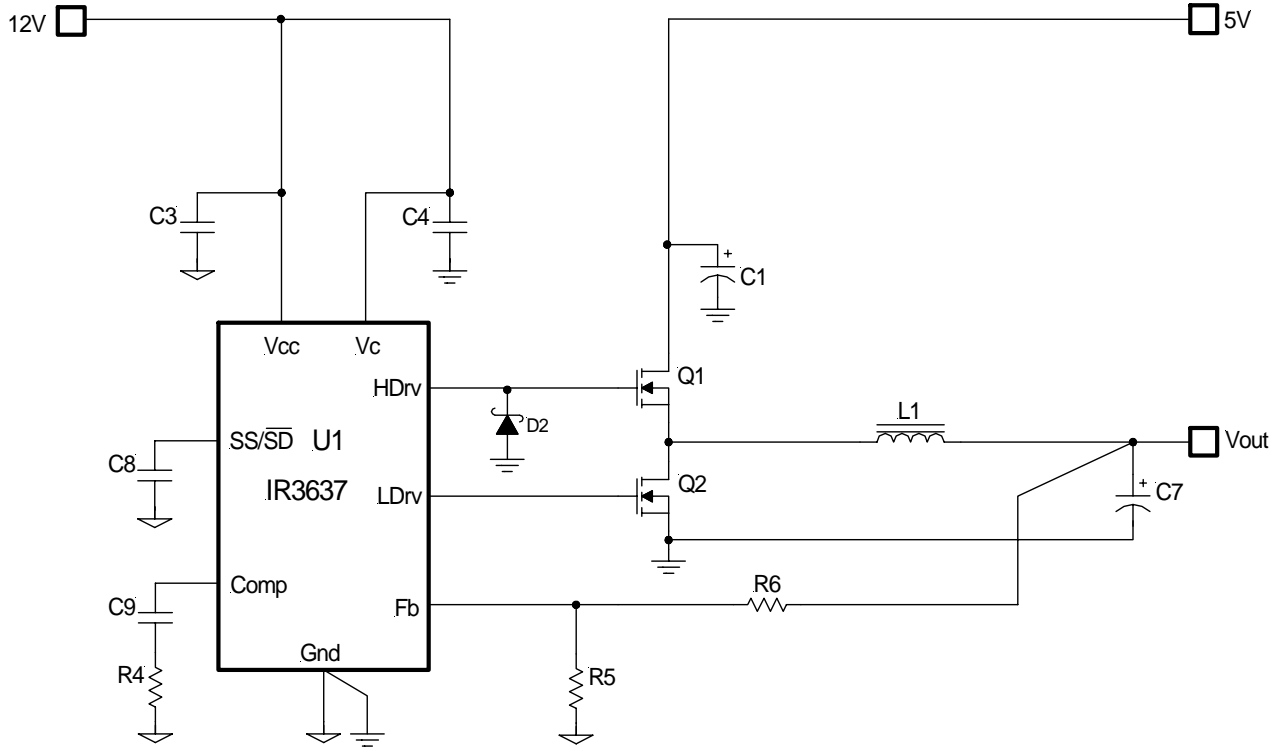 12V
5V
C3
C4
C1
Vcc
Vc
HDrv
Q1
D2
L1
SS/SD
U1
Vout
C8
IR3637
LDrv
Q2
C7
Comp
R6
C9
Fb
Gnd
R4
R5